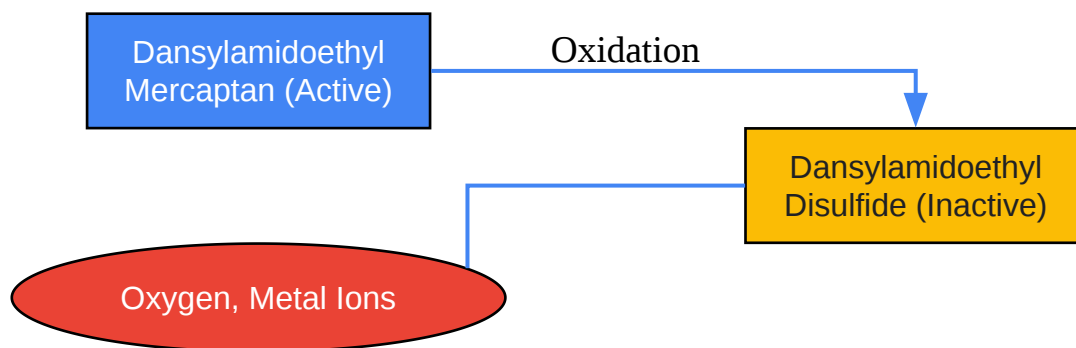 Dansylamidoethyl
Mercaptan (Active)
Oxidation
Dansylamidoethyl
Disulfide (Inactive)
Oxygen, Metal Ions